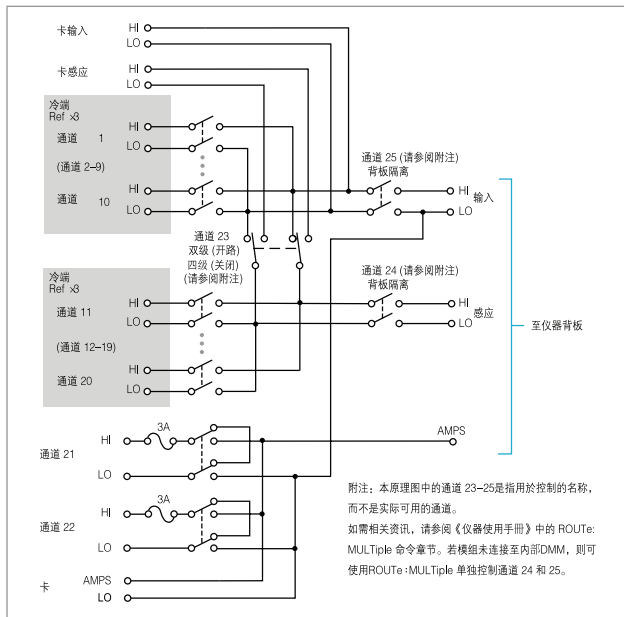 卡输入 HI
LO
卡感应 HI
LO
冷端
Ref x3
通道 1 HI
LO
(通道 2–9)
通道 10 HI
LO
通道 25 (请参阅附注)
背板隔离
HI
输入
LO
通道 23
双级 (开路)
四级 (关闭)
(请参阅附注)
冷端
Ref x3
通道 11 HI
LO
(通道 12–19)
通道 20 HI
LO
通道 24 (请参阅附注)
背板隔离
HI
感应
LO
至仪器背板
AMPS
通道 21 HI 3A
LO
通道 22 HI 3A
LO
卡 AMPS
LO
附注：本原理图中的通道 23–25是指用於控制的名称，
而不是实际可用的通道。
如需相关资讯，请参阅《仪器使用手冊》中的 ROUTe:
MULTiple 命令章节。若模组未连接至内部DMM，则可
使用ROUTe:MULTiple 单独控制通道 24 和 25。